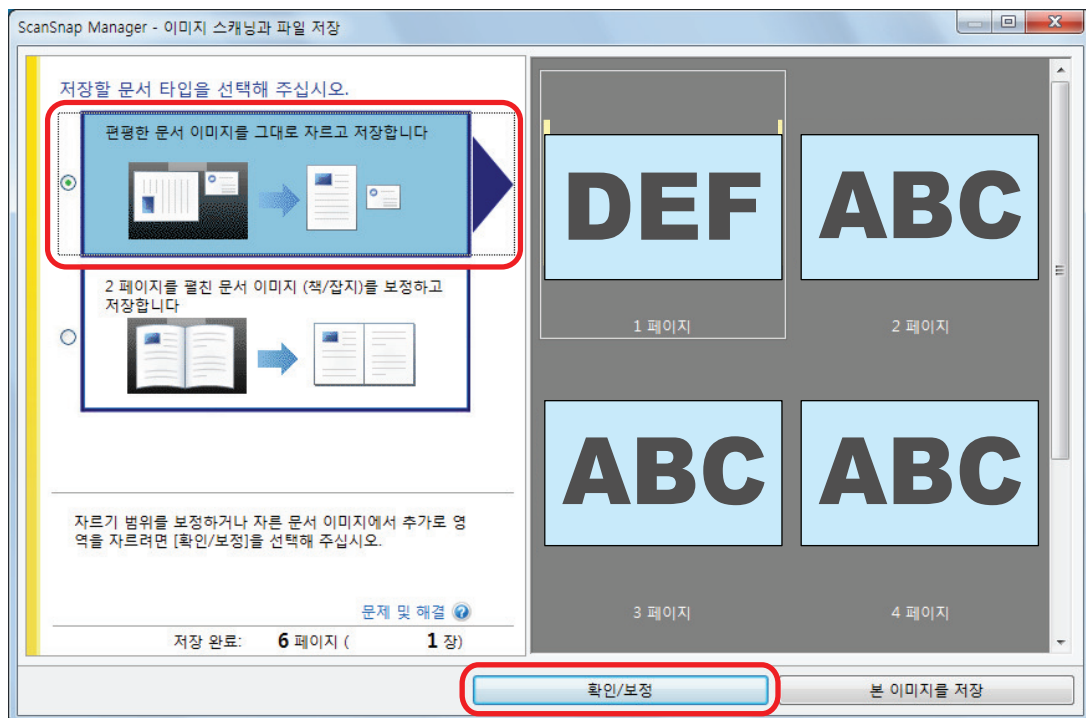 ScanSnap Manager - 이미지 스캐닝과 파일 저장
저장할 문서 타입을 선택해 주십시오.
편평한 문서 이미지를 그대로 자르고 저장합니다
2 페이지를 펼친 문서 이미지 (책/잡지)를 보정하고
저장합니다
자르기 범위를 보정하거나 자른 문서 이미지에서 추가로 영
역을 자르려면 [확인/보정]을 선택해 주십시오.
문제 및 해결 ?
저장 완료: 6 페이지 ( 1 장)
DEF
ABC
1 페이지
2 페이지
ABC
ABC
3 페이지
4 페이지
확인/보정
본 이미지를 저장